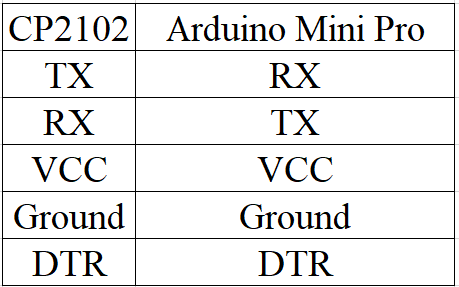 CP2102 Arduino Mini Pro
TX RX
RX TX
VCC VCC
Ground Ground
DTR DTR